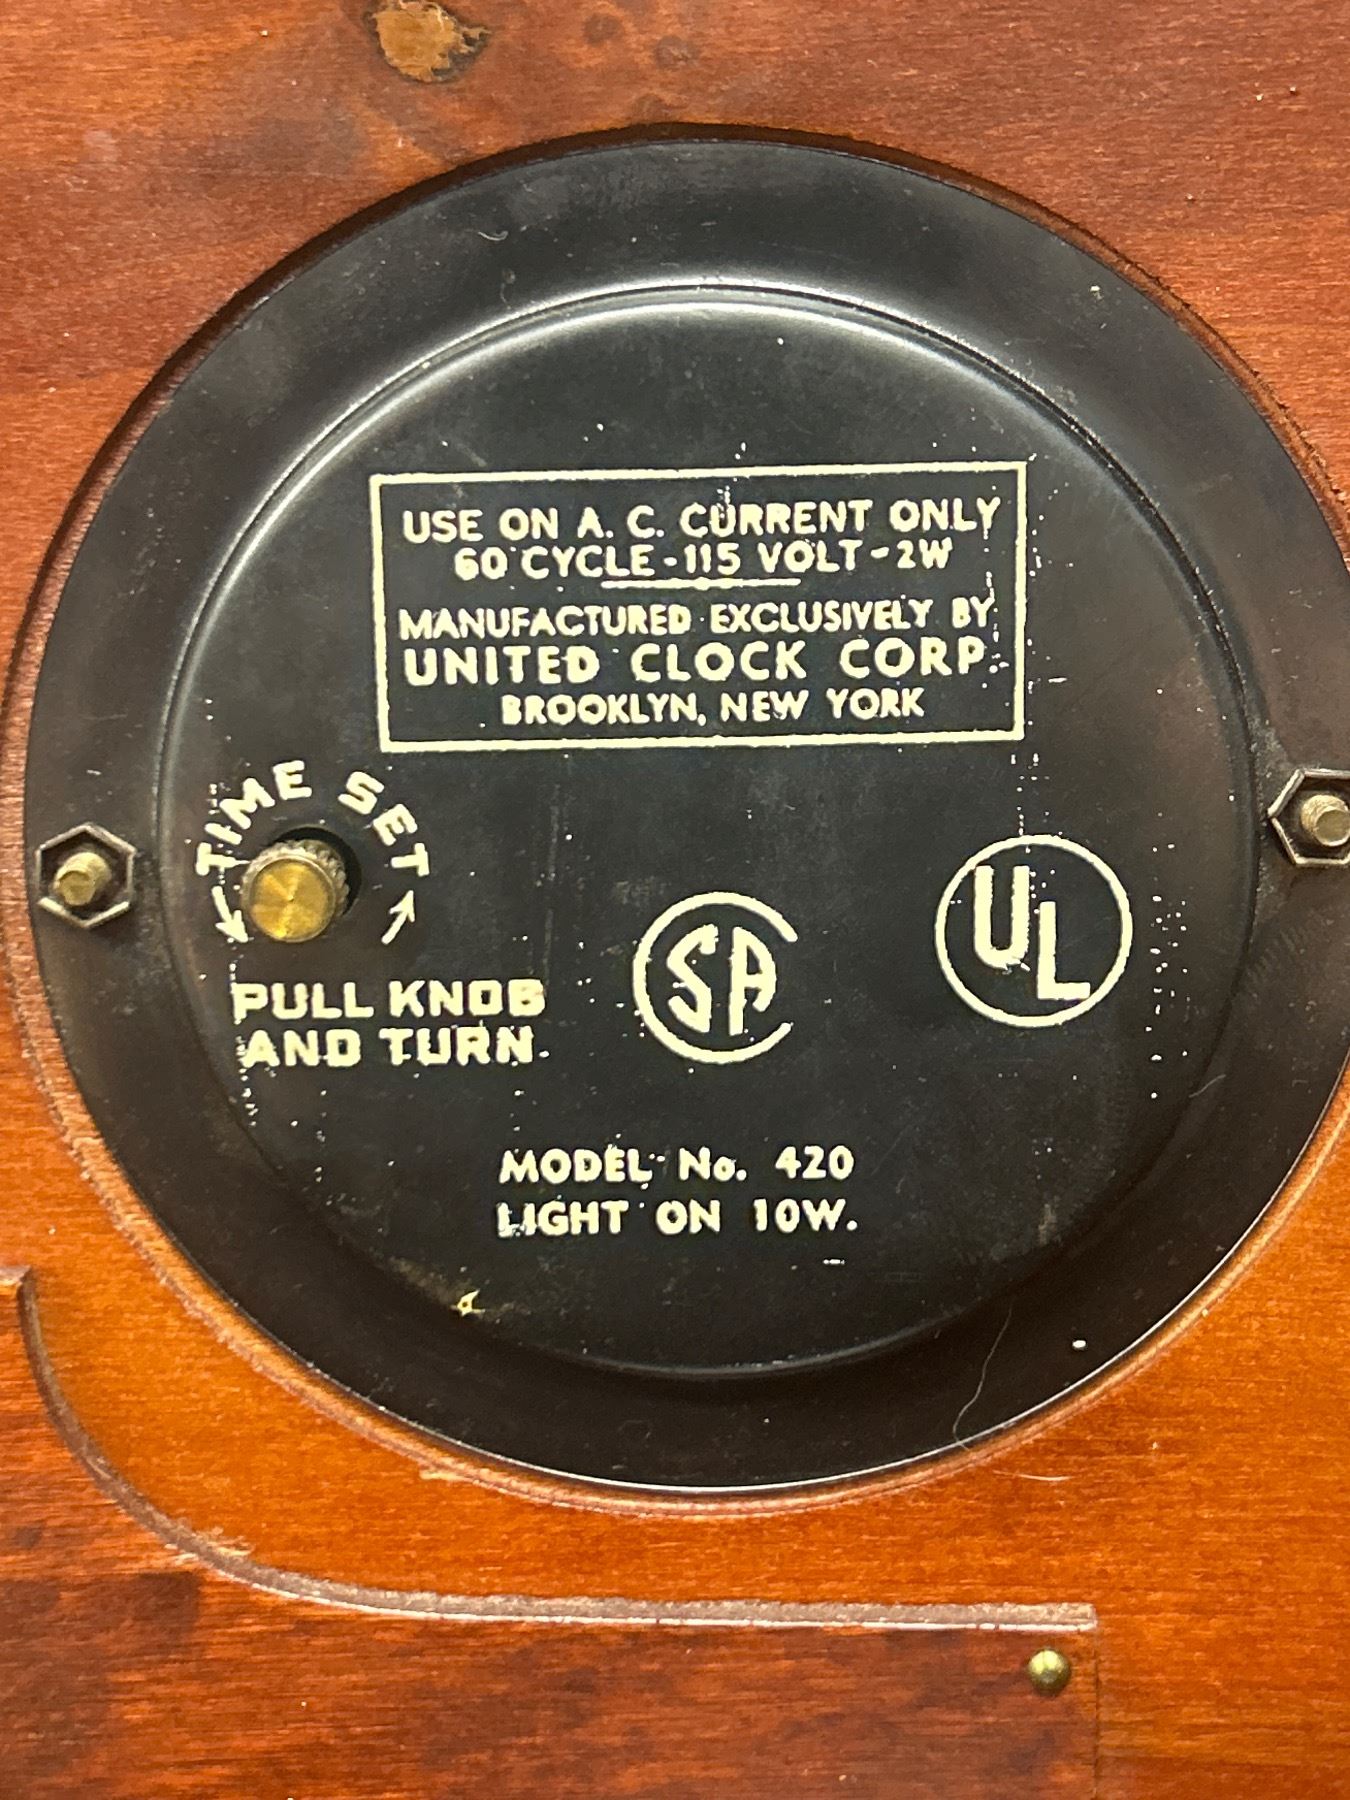 USE ON A. C. CURRENT ONLY
60 CYCLE - 115 VOLT - 2W
MANUFACTURED EXCLUSIVELY BY
UNITED CLOCK CORP.
BROOKLYN, NEW YORK
TIME SET
PULL KNOB
AND TURN
CSA
UL
MODEL No. 420
LIGHT ON 10W.